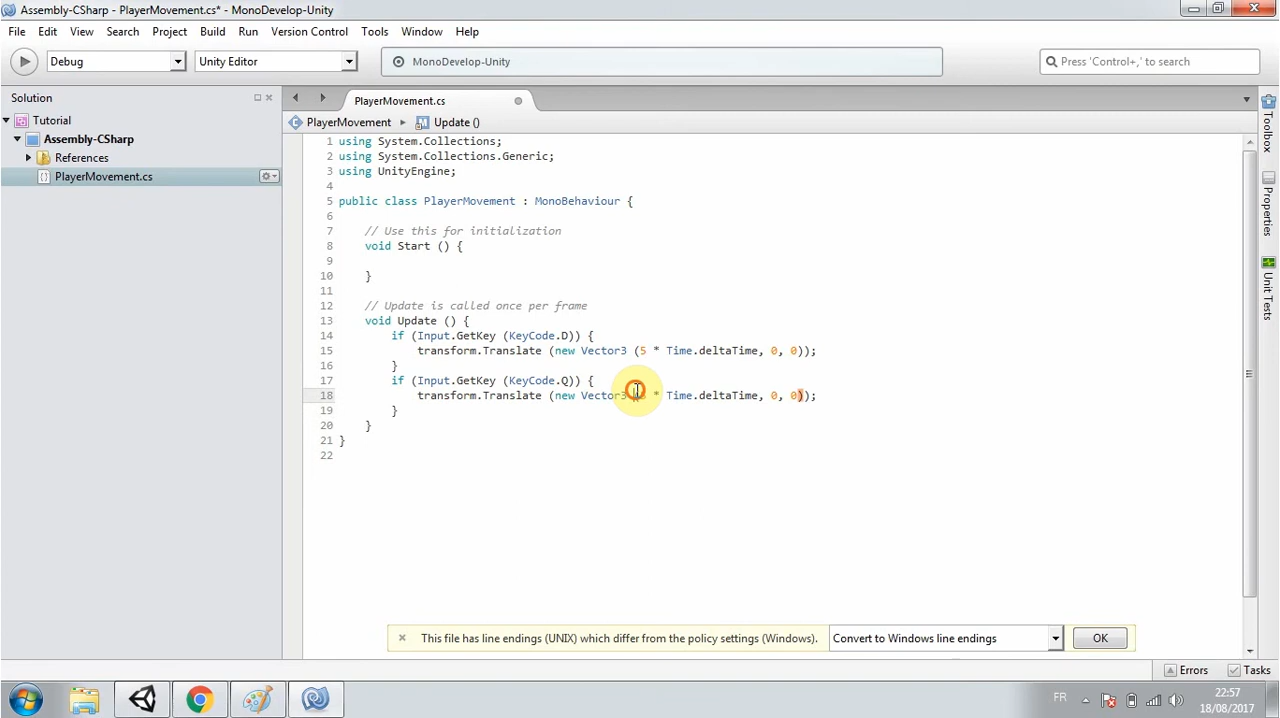 Assembly-CSharp - PlayerMovement.cs* - MonoDevelop-Unity
File Edit View Search Project Build Run Version Control Tools Window Help
Debug Unity Editor MonoDevelop-Unity Press 'Control+,' to search
Solution
Tutorial
Assembly-CSharp
References
PlayerMovement.cs
PlayerMovement.cs
PlayerMovement Update ()
1 using System.Collections;
2 using System.Collections.Generic;
3 using UnityEngine;
4
5 public class PlayerMovement : MonoBehaviour {
6
7 // Use this for initialization
8 void Start () {
9
10 }
11
12 // Update is called once per frame
13 void Update () {
14 if (Input.GetKey (KeyCode.D)) {
15 transform.Translate (new Vector3 (5 * Time.deltaTime, 0, 0));
16 }
17 if (Input.GetKey (KeyCode.Q)) {
18 transform.Translate (new Vector3 * Time.deltaTime, 0, 0));
19 }
20 }
21 }
22
Toolbox
Properties
Unit Tests
This file has line endings (UNIX) which differ from the policy settings (Windows). Convert to Windows line endings OK
Errors Tasks
FR
22:57
18/08/2017